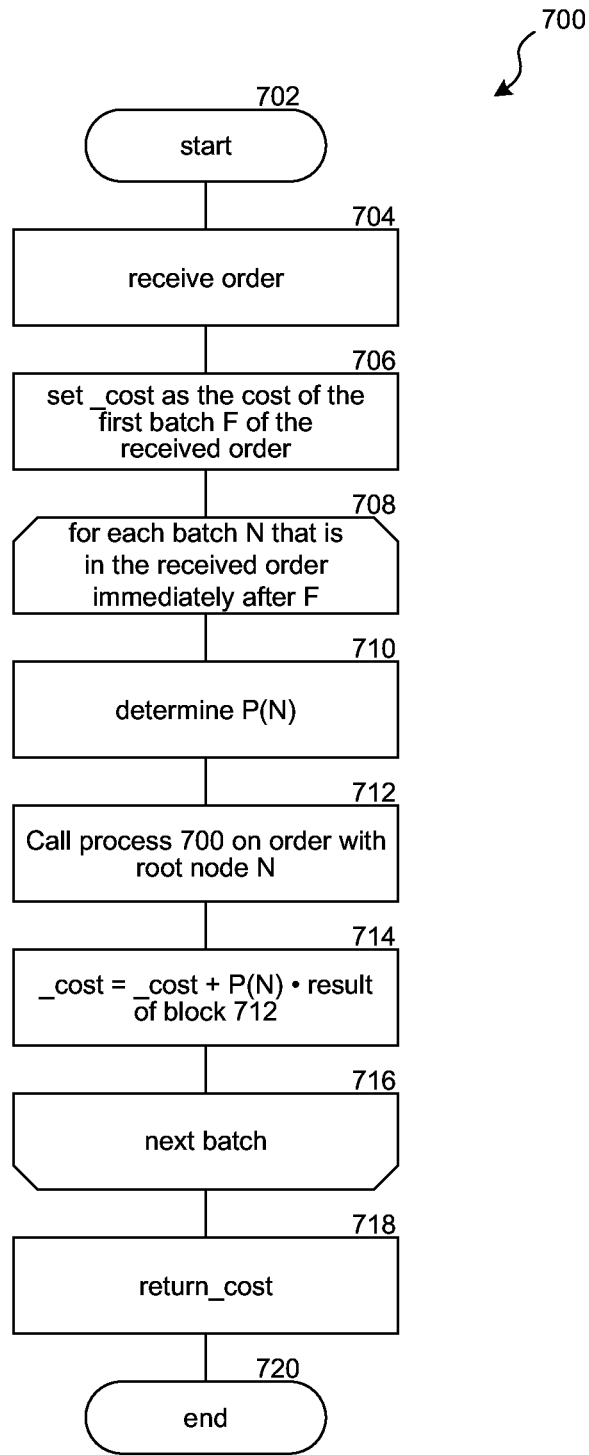 700
702
start
704
receive order
706
set _cost as the cost of the
first batch F of the
received order
708
for each batch N that is
in the received order
immediately after F
710
determine P(N)
712
Call process 700 on order with
root node N
714
_cost = _cost + P(N) • result
of block 712
716
next batch
718
return_cost
720
end